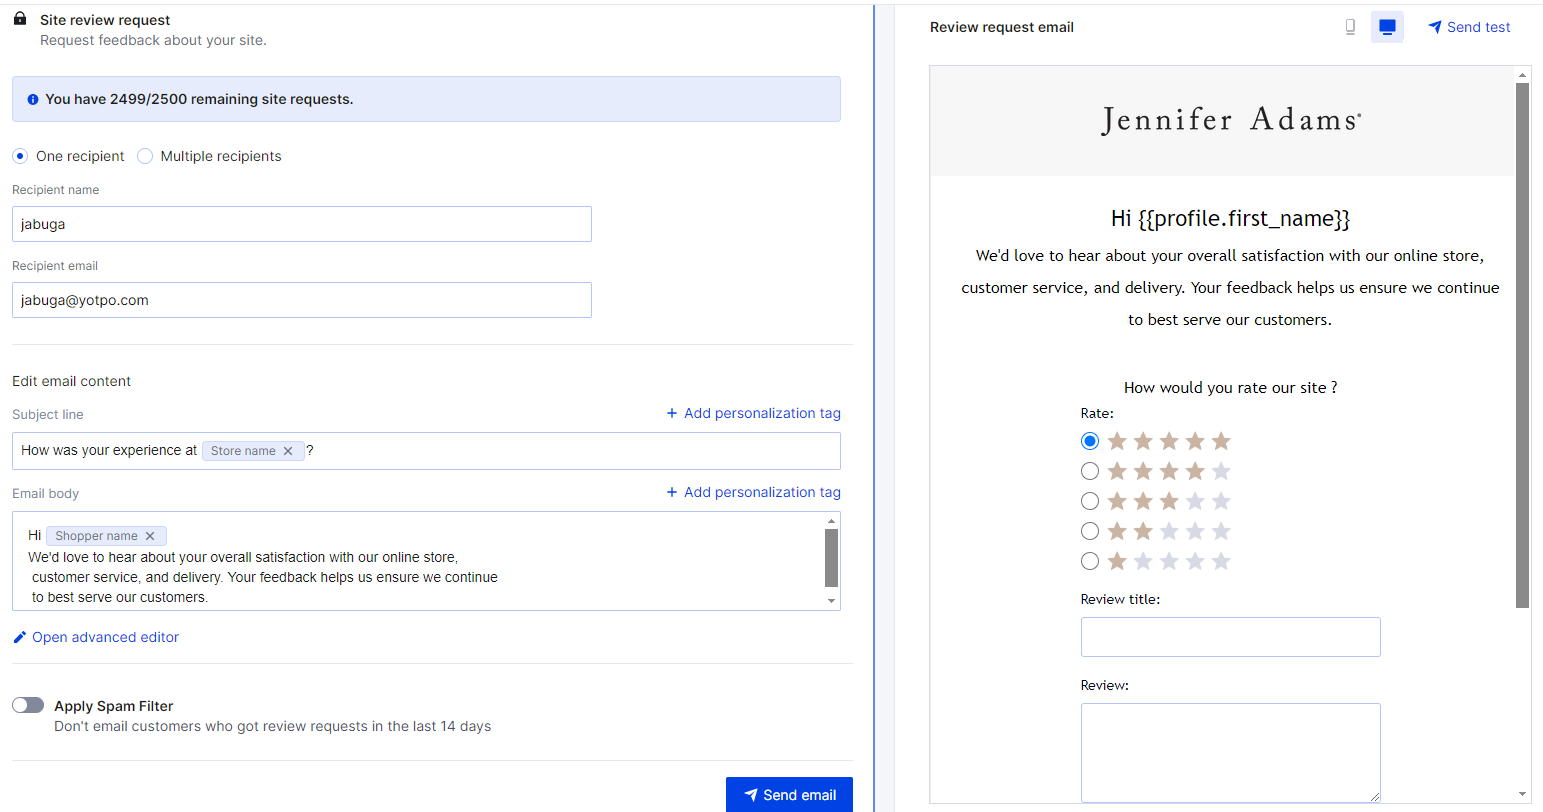 Site review request
Request feedback about your site.
You have 2499/2500 remaining site requests.
One recipient
Multiple recipients
Recipient name
jabuga
Recipient email
jabuga@yotpo.com
Edit email content
Subject line
+ Add personalization tag
How was your experience at Store name × ?
Email body
+ Add personalization tag
Hi Shopper name ×
We'd love to hear about your overall satisfaction with our online store,
customer service, and delivery. Your feedback helps us ensure we continue
to best serve our customers.
Open advanced editor
Apply Spam Filter
Don't email customers who got review requests in the last 14 days
Send email
Review request email
Send test
Jennifer Adams
Hi {{profile.first_name}}
We'd love to hear about your overall satisfaction with our online store,
customer service, and delivery. Your feedback helps us ensure we continue
to best serve our customers.
How would you rate our site ?
Rate:
Review title:
Review: